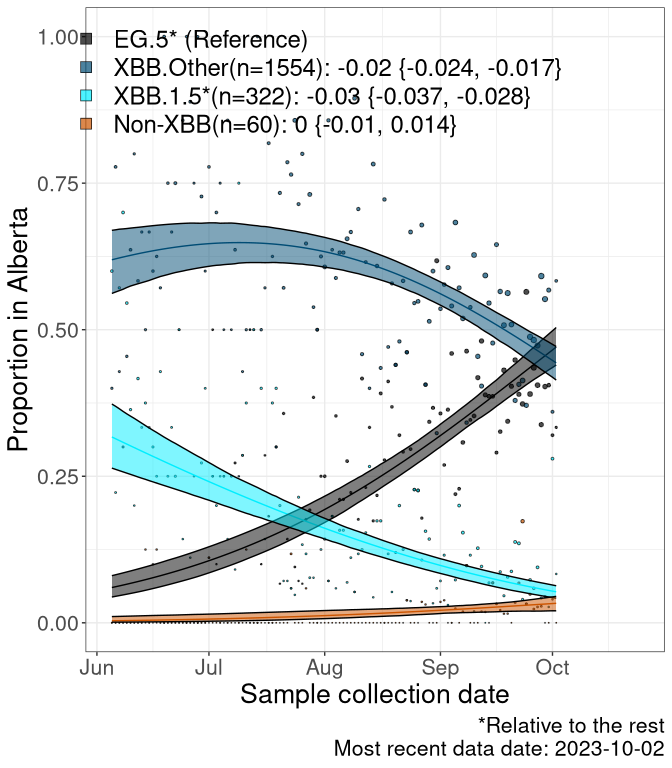 EG.5* (Reference)
XBB.Other(n=1554): -0.02 {-0.024, -0.017}
XBB.1.5*(n=322): -0.03 {-0.037, -0.028}
Non-XBB(n=60): 0 {-0.01, 0.014}
1.00
0.75
0.50
0.25
0.00
Proportion in Alberta
Jun Jul Aug Sep Oct
Sample collection date
*Relative to the rest
Most recent data date: 2023-10-02